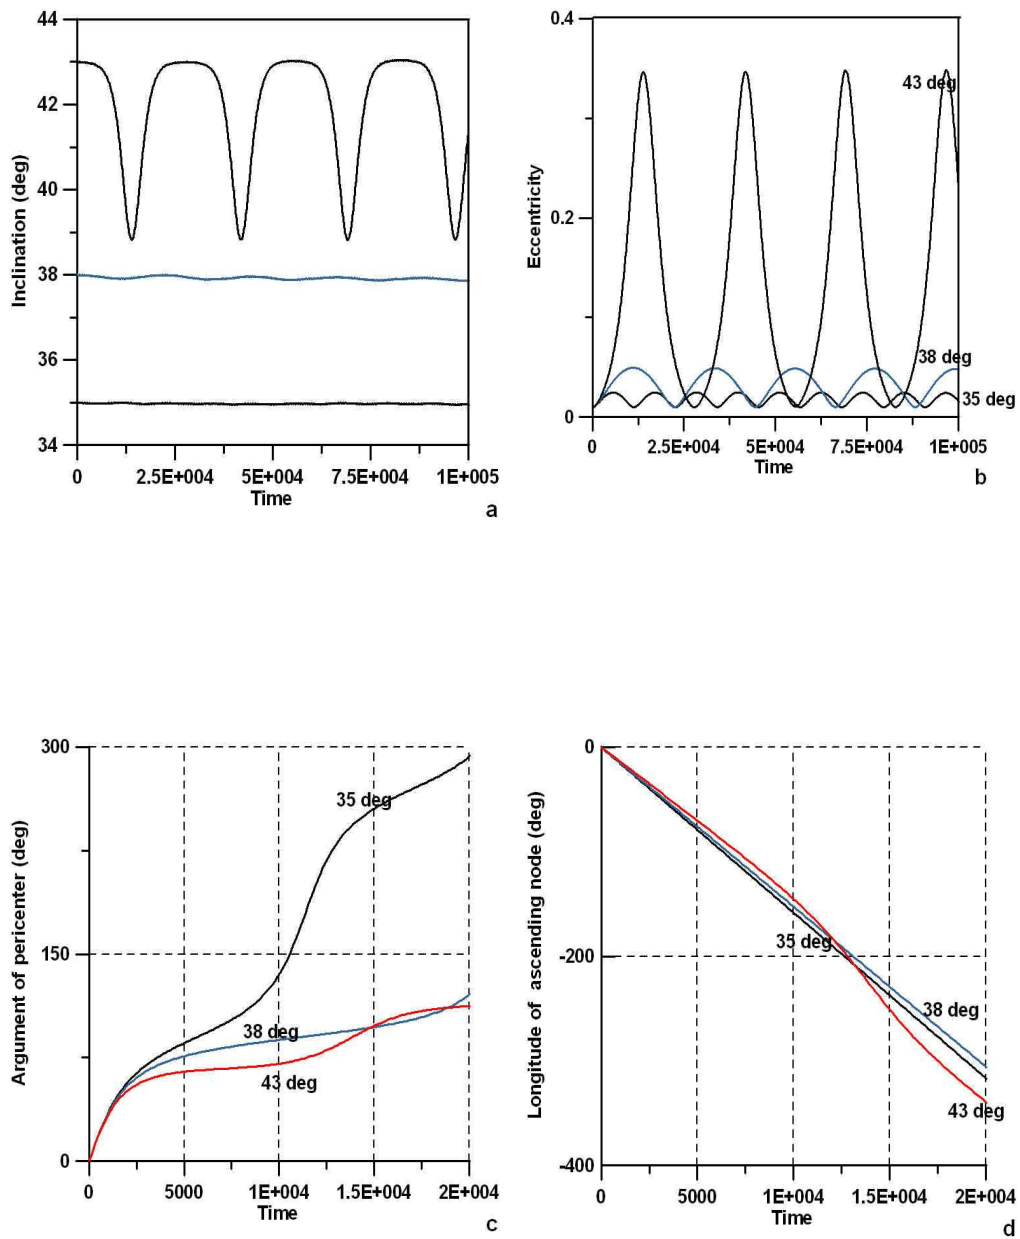 44
42
40
38
36
34
Inclination (deg)
0
2.5E+004
5E+004
7.5E+004
1E+005
Time
a
0.4
0.2
0
Eccentricity
43 deg
38 deg
35 deg
0
2.5E+004
5E+004
7.5E+004
1E+005
Time
b
300
150
0
Argument of pericenter (deg)
35 deg
38 deg
43 deg
0
5000
1E+004
1.5E+004
2E+004
Time
c
0
-200
-400
Longitude of ascending node (deg)
35 deg
38 deg
43 deg
0
5000
1E+004
1.5E+004
2E+004
Time
d